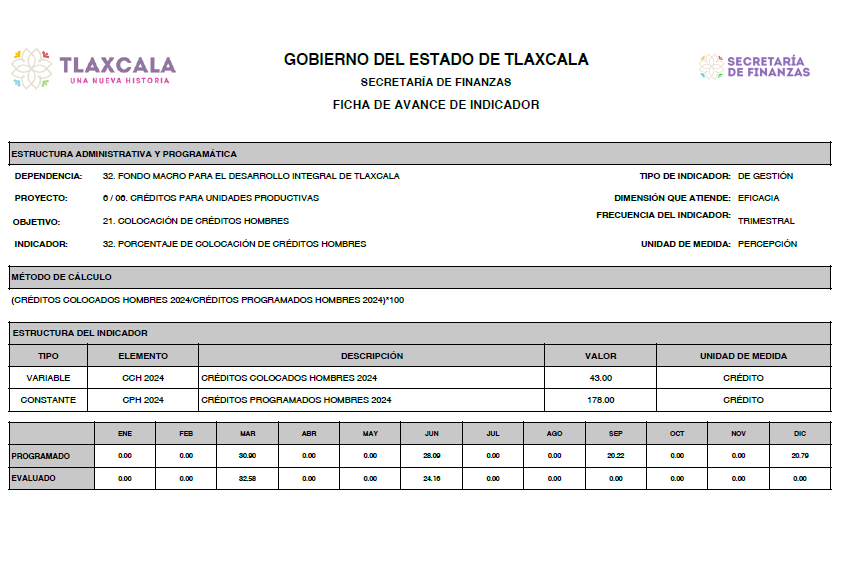 TLAXCALA
UNA NUEVA HISTORIA
GOBIERNO DEL ESTADO DE TLAXCALA
SECRETARÍA DE FINANZAS
FICHA DE AVANCE DE INDICADOR
SECRETARÍA
DE FINANZAS
ESTRUCTURA ADMINISTRATIVA Y PROGRAMÁTICA
DEPENDENCIA: 32. FONDO MACRO PARA EL DESARROLLO INTEGRAL DE TLAXCALA TIPO DE INDICADOR: DE GESTIÓN
PROYECTO: 6 / 06. CRÉDITOS PARA UNIDADES PRODUCTIVAS DIMENSIÓN QUE ATIENDE: EFICACIA
OBJETIVO: 21. COLOCACIÓN DE CRÉDITOS HOMBRES FRECUENCIA DEL INDICADOR: TRIMESTRAL
INDICADOR: 32. PORCENTAJE DE COLOCACIÓN DE CRÉDITOS HOMBRES UNIDAD DE MEDIDA: PERCEPCIÓN
MÉTODO DE CÁLCULO
(CRÉDITOS COLOCADOS HOMBRES 2024/CRÉDITOS PROGRAMADOS HOMBRES 2024)*100
ESTRUCTURA DEL INDICADOR
TIPO ELEMENTO DESCRIPCIÓN VALOR UNIDAD DE MEDIDA
VARIABLE CCH 2024 CRÉDITOS COLOCADOS HOMBRES 2024 43.00 CRÉDITO
CONSTANTE CPH 2024 CRÉDITOS PROGRAMADOS HOMBRES 2024 178.00 CRÉDITO
ENE FEB MAR ABR MAY JUN JUL AGO SEP OCT NOV DIC
PROGRAMADO 0.00 0.00 30.90 0.00 0.00 28.09 0.00 0.00 20.22 0.00 0.00 20.79
EVALUADO 0.00 0.00 32.58 0.00 0.00 24.16 0.00 0.00 0.00 0.00 0.00 0.00